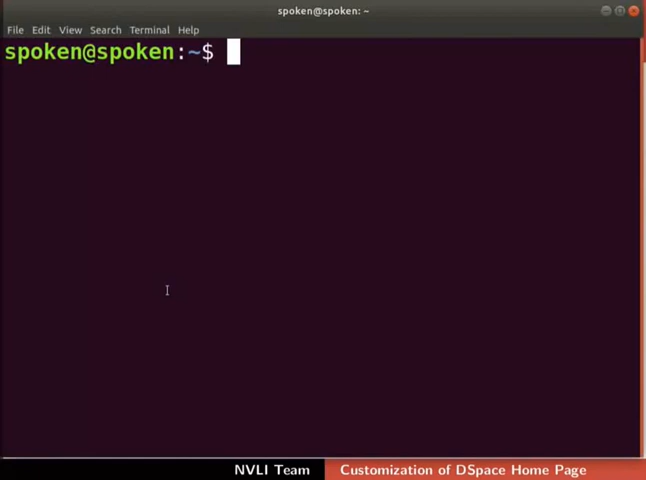 spoken@spoken: ~
File Edit View Search Terminal Help
spoken@spoken:~$
NVLI Team Customization of DSpace Home Page